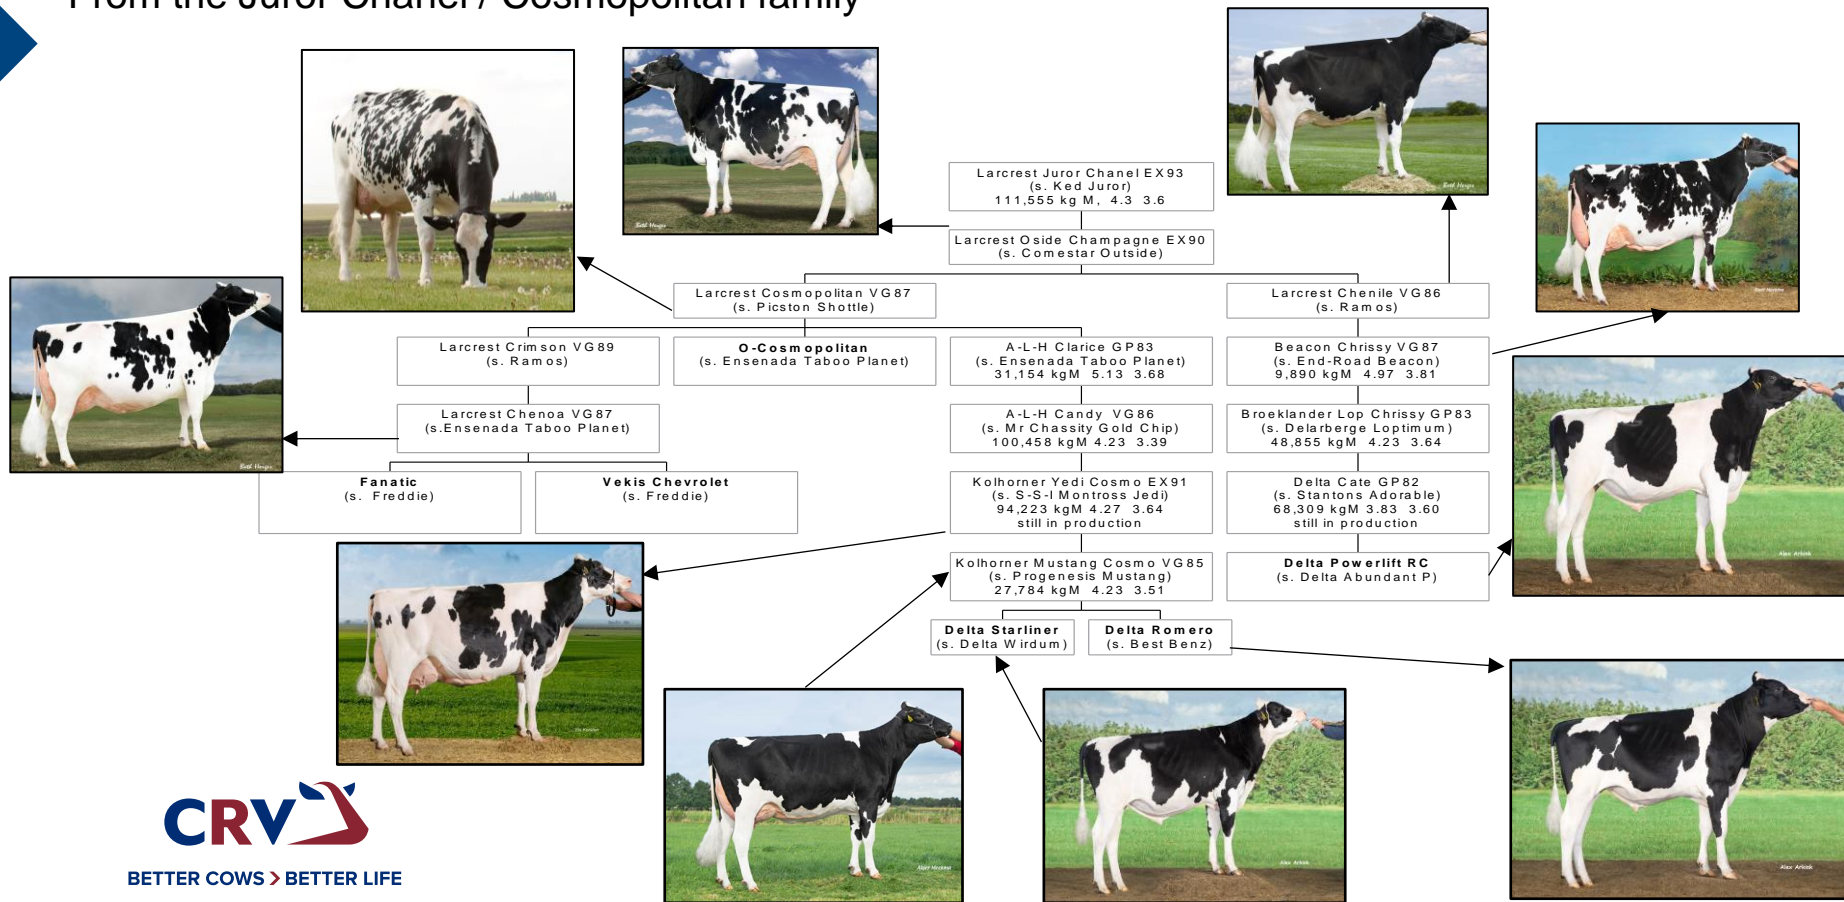 From the Juror Chanel / Cosmopolitan family
Larcrest Juror Chanel EX93
(s. Ked Juror)
111,555 kg M, 4.3 3.6
Larcrest Oside Champagne EX90
(s. Comestar Outside)
Larcrest Cosmopolitan VG87
(s. Picston Shottle)
Larcrest Chenile VG86
(s. Ramos)
Larcrest Crimson VG89
(s. Ramos)
O-Cosmopolitan
(s. Ensenada Taboo Planet)
A-L-H Clarice GP83
(s. Ensenada Taboo Planet)
31,154 kgM 5.13 3.68
Beacon Chrissy VG87
(s. End-Road Beacon)
9,890 kgM 4.97 3.81
Larcrest Chenoa VG87
(s.Ensenada Taboo Planet)
A-L-H Candy VG86
(s. Mr Chassity Gold Chip)
100,458 kgM 4.23 3.39
Broeklander Lop Chrissy GP83
(s. Delarberge Loptimum)
48,855 kgM 4.23 3.64
Fanatic
(s. Freddie)
Vekis Chevrolet
(s. Freddie)
Kolhorner Yedi Cosmo EX91
(s. S-S-I Montross Jedi)
94,223 kgM 4.27 3.64
still in production
Delta Cate GP82
(s. Stantons Adorable)
68,309 kgM 3.83 3.60
still in production
Kolhorner Mustang Cosmo VG85
(s. Progenesis Mustang)
27,784 kgM 4.23 3.51
Delta Powerlift RC
(s. Delta Abundant P)
Delta Starliner
(s. Delta Wirdum)
Delta Romero
(s. Best Benz)
CRV
BETTER COWS > BETTER LIFE